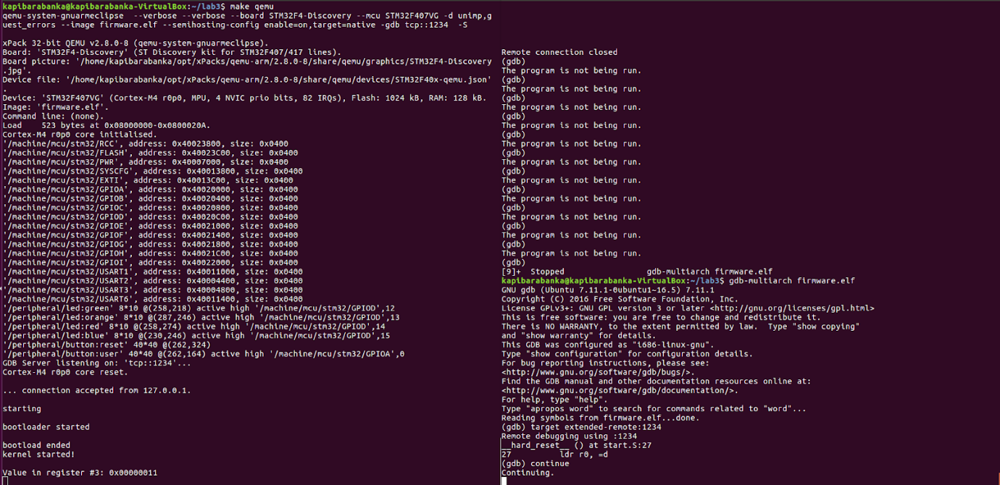 kapibarabanka@kapibarabanka-VirtualBox:~/lab3$ make qemu
qemu-system-gnuarmeclipse  --verbose --verbose --board STM32F4-Discovery --mcu STM32F407VG -d unimp,g
uest_errors --image firmware.elf --semihosting-config enable=on,target=native -gdb tcp::1234  -S
xPack 32-bit QEMU v2.8.0-8 (qemu-system-gnuarmeclipse).
Board: 'STM32F4-Discovery' (ST Discovery kit for STM32F407/417 lines).
Board picture: '/home/kapibarabanka/opt/xPacks/qemu-arm/2.8.0-8/share/qemu/graphics/STM32F4-Discovery
.jpg'.
Device file: '/home/kapibarabanka/opt/xPacks/qemu-arm/2.8.0-8/share/qemu/devices/STM32F40x-qemu.json'
.
Device: 'STM32F407VG' (Cortex-M4 r0p0, MPU, 4 NVIC prio bits, 82 IRQs), Flash: 1024 kB, RAM: 128 kB.
Image: 'firmware.elf'.
Command line: (none).
Load    523 bytes at 0x08000000-0x0800020A.
Cortex-M4 r0p0 core initialised.
'/machine/mcu/stm32/RCC', address: 0x40023800, size: 0x0400
'/machine/mcu/stm32/FLASH', address: 0x40023C00, size: 0x0400
'/machine/mcu/stm32/PWR', address: 0x40007000, size: 0x0400
'/machine/mcu/stm32/SYSCFG', address: 0x40013800, size: 0x0400
'/machine/mcu/stm32/EXTI', address: 0x40013C00, size: 0x0400
'/machine/mcu/stm32/GPIOA', address: 0x40020000, size: 0x0400
'/machine/mcu/stm32/GPIOB', address: 0x40020400, size: 0x0400
'/machine/mcu/stm32/GPIOC', address: 0x40020800, size: 0x0400
'/machine/mcu/stm32/GPIOD', address: 0x40020C00, size: 0x0400
'/machine/mcu/stm32/GPIOE', address: 0x40021000, size: 0x0400
'/machine/mcu/stm32/GPIOF', address: 0x40021400, size: 0x0400
'/machine/mcu/stm32/GPIOG', address: 0x40021800, size: 0x0400
'/machine/mcu/stm32/GPIOH', address: 0x40021C00, size: 0x0400
'/machine/mcu/stm32/GPIOI', address: 0x40022000, size: 0x0400
'/machine/mcu/stm32/USART1', address: 0x40011000, size: 0x0400
'/machine/mcu/stm32/USART2', address: 0x40004400, size: 0x0400
'/machine/mcu/stm32/USART3', address: 0x40004800, size: 0x0400
'/machine/mcu/stm32/USART6', address: 0x40011400, size: 0x0400
'/peripheral/led:green' 8*10 @(258,218) active high '/machine/mcu/stm32/GPIOD',12
'/peripheral/led:orange' 8*10 @(287,246) active high '/machine/mcu/stm32/GPIOD',13
'/peripheral/led:red' 8*10 @(258,274) active high '/machine/mcu/stm32/GPIOD',14
'/peripheral/led:blue' 8*10 @(230,246) active high '/machine/mcu/stm32/GPIOD',15
'/peripheral/button:reset' 40*40 @(262,324)
'/peripheral/button:user' 40*40 @(262,164) active high '/machine/mcu/stm32/GPIOA',0
GDB Server listening on: 'tcp::1234'...
Cortex-M4 r0p0 core reset.
... connection accepted from 127.0.0.1.
starting
bootloader started
bootload ended
kernel started!
Value in register #3: 0x00000011
Remote connection closed
(gdb)
The program is not being run.
(gdb)
The program is not being run.
(gdb)
The program is not being run.
(gdb)
The program is not being run.
(gdb)
The program is not being run.
(gdb)
The program is not being run.
(gdb)
The program is not being run.
(gdb)
The program is not being run.
(gdb)
The program is not being run.
(gdb)
The program is not being run.
(gdb)
The program is not being run.
(gdb)
[9]+  Stopped                 gdb-multiarch firmware.elf
kapibarabanka@kapibarabanka-VirtualBox:~/lab3$ gdb-multiarch firmware.elf
GNU gdb (Ubuntu 7.11.1-0ubuntu1~16.5) 7.11.1
Copyright (C) 2016 Free Software Foundation, Inc.
License GPLv3+: GNU GPL version 3 or later <http://gnu.org/licenses/gpl.html>
This is free software: you are free to change and redistribute it.
There is NO WARRANTY, to the extent permitted by law.  Type "show copying"
and "show warranty" for details.
This GDB was configured as "i686-linux-gnu".
Type "show configuration" for configuration details.
For bug reporting instructions, please see:
<http://www.gnu.org/software/gdb/bugs/>.
Find the GDB manual and other documentation resources online at:
<http://www.gnu.org/software/gdb/documentation/>.
For help, type "help".
Type "apropos word" to search for commands related to "word"...
Reading symbols from firmware.elf...done.
(gdb) target extended-remote:1234
Remote debugging using :1234
__hard_reset__ () at start.S:27
27          ldr r0, =d
(gdb) continue
Continuing.